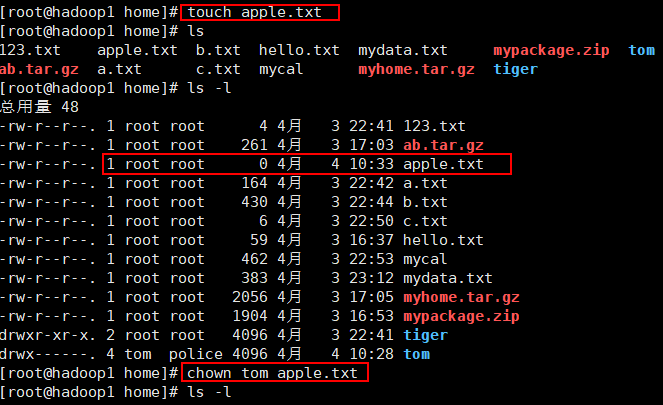 [root@hadoop1 home]# touch apple.txt
[root@hadoop1 home]# ls
123.txt apple.txt b.txt hello.txt mydata.txt mypackage.zip tom
ab.tar.gz a.txt c.txt mycal myhome.tar.gz tiger
[root@hadoop1 home]# ls -l
总用量 48
-rw-r--r--. 1 root root 4 4月 3 22:41 123.txt
-rw-r--r--. 1 root root 261 4月 3 17:03 ab.tar.gz
-rw-r--r--. 1 root root 0 4月 4 10:33 apple.txt
-rw-r--r--. 1 root root 164 4月 3 22:42 a.txt
-rw-r--r--. 1 root root 430 4月 3 22:44 b.txt
-rw-r--r--. 1 root root 6 4月 3 22:50 c.txt
-rw-r--r--. 1 root root 59 4月 3 16:37 hello.txt
-rw-r--r--. 1 root root 462 4月 3 22:53 mycal
-rw-r--r--. 1 root root 383 4月 3 23:12 mydata.txt
-rw-r--r--. 1 root root 2056 4月 3 17:05 myhome.tar.gz
-rw-r--r--. 1 root root 1904 4月 3 16:53 mypackage.zip
drwxr-xr-x. 2 root root 4096 4月 3 22:41 tiger
drwx------. 4 tom police 4096 4月 4 10:28 tom
[root@hadoop1 home]# chown tom apple.txt
[root@hadoop1 home]# ls -l